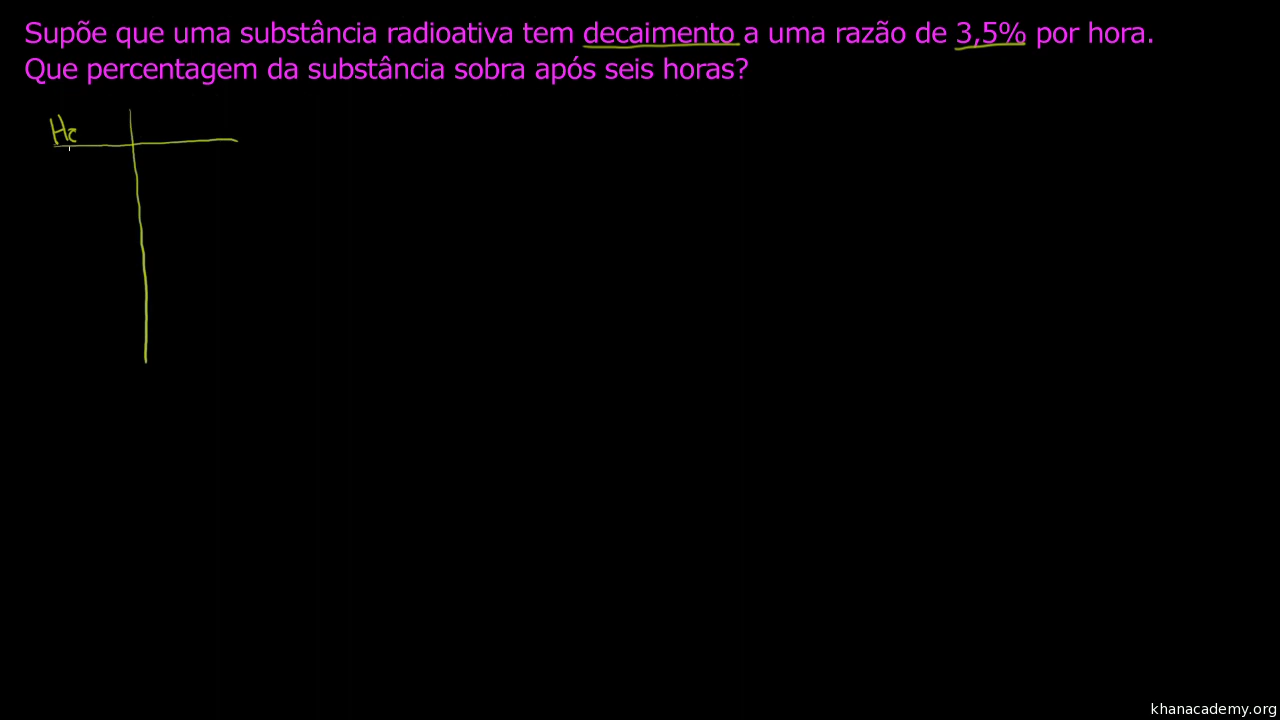 Supõe que uma substância radioativa tem decaimento a uma razão de 3,5% por hora.
Que percentagem da substância sobra após seis horas?
khanacademy.org